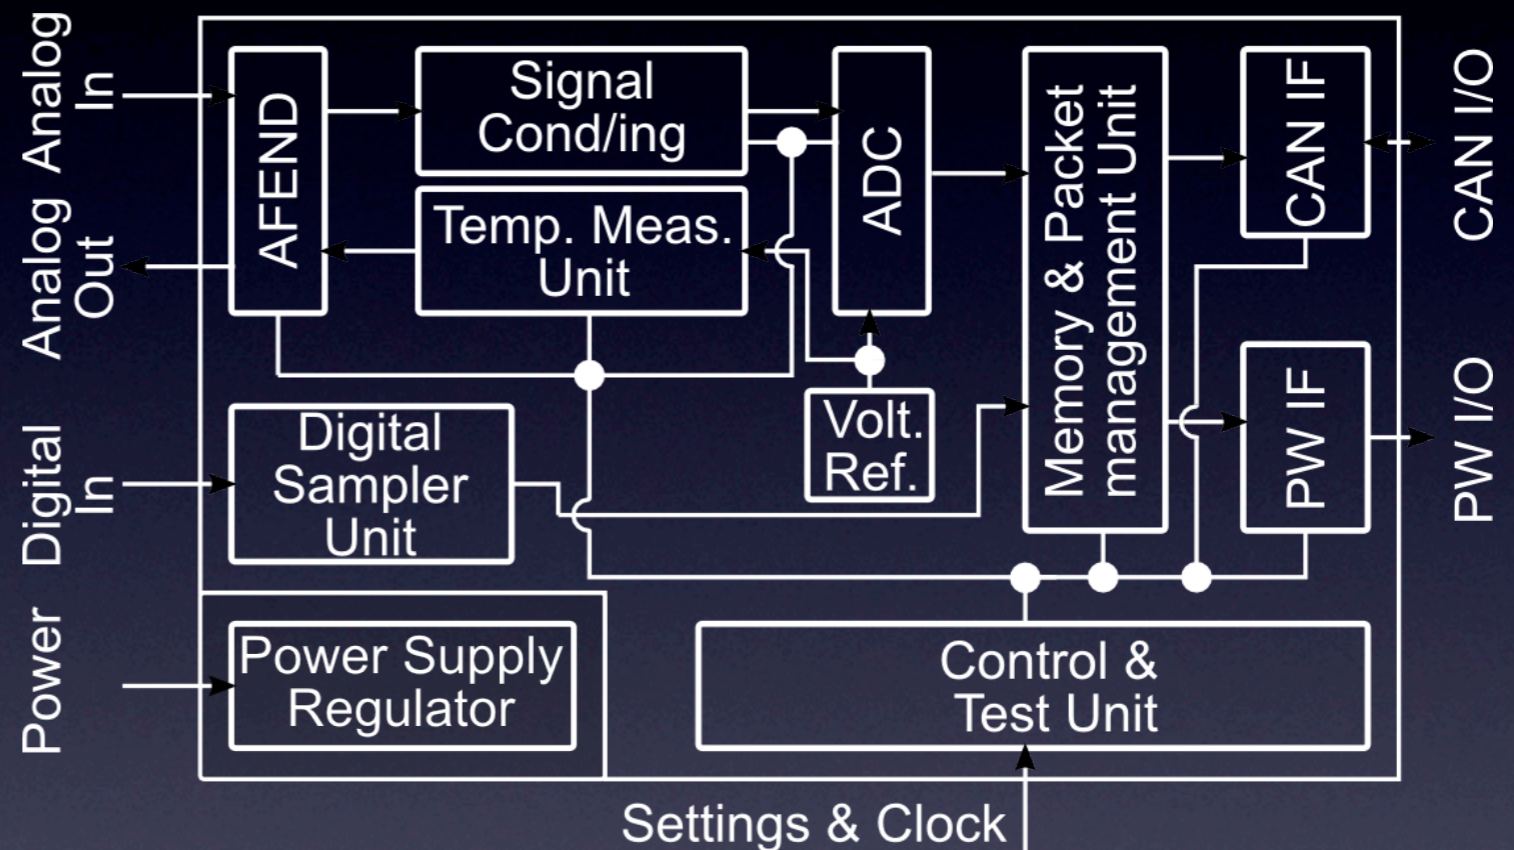 Analog
In
Analog
Out
Digital
In
Power
AFEND
Signal
Cond/ing
Temp. Meas.
Unit
ADC
Volt.
Ref.
Digital
Sampler
Unit
Power Supply
Regulator
Memory & Packet
management Unit
CAN IF
PW IF
Control &
Test Unit
CAN I/O
PW I/O
Settings & Clock